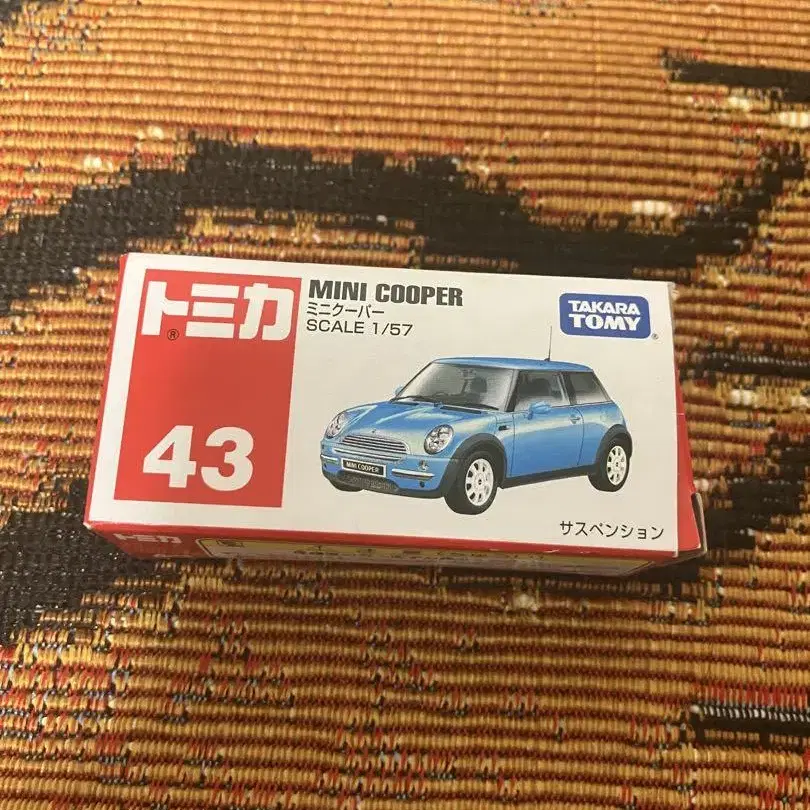 トミカ®
43
MINI COOPER
ミニクーパー
SCALE 1/57
TAKARA
TOMY®
MINI COOPER
サスペンション